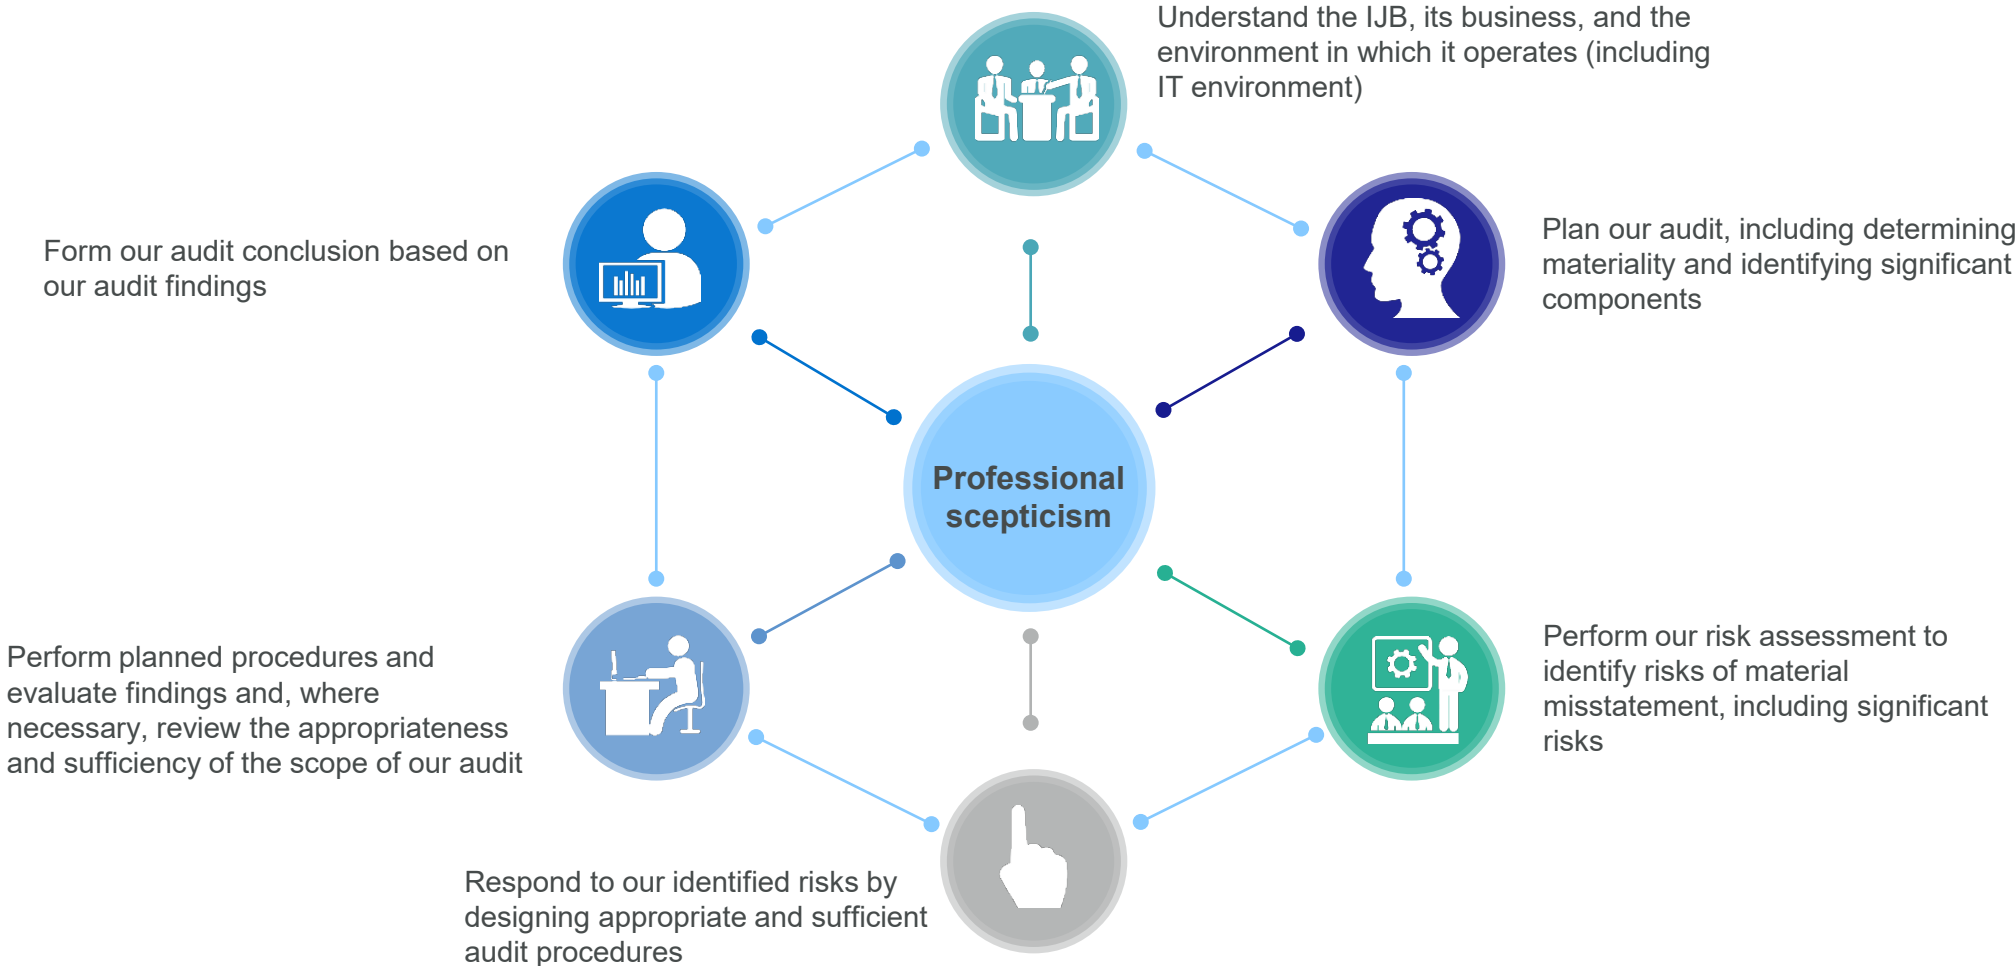 Understand the IJB, its business, and the
environment in which it operates (including
IT environment)
Plan our audit, including determining
materiality and identifying significant
components
Form our audit conclusion based on
our audit findings
Professional
scepticism
Perform our risk assessment to
identify risks of material
misstatement, including significant
risks
Perform planned procedures and
evaluate findings and, where
necessary, review the appropriateness
and sufficiency of the scope of our audit
Respond to our identified risks by
designing appropriate and sufficient
audit procedures